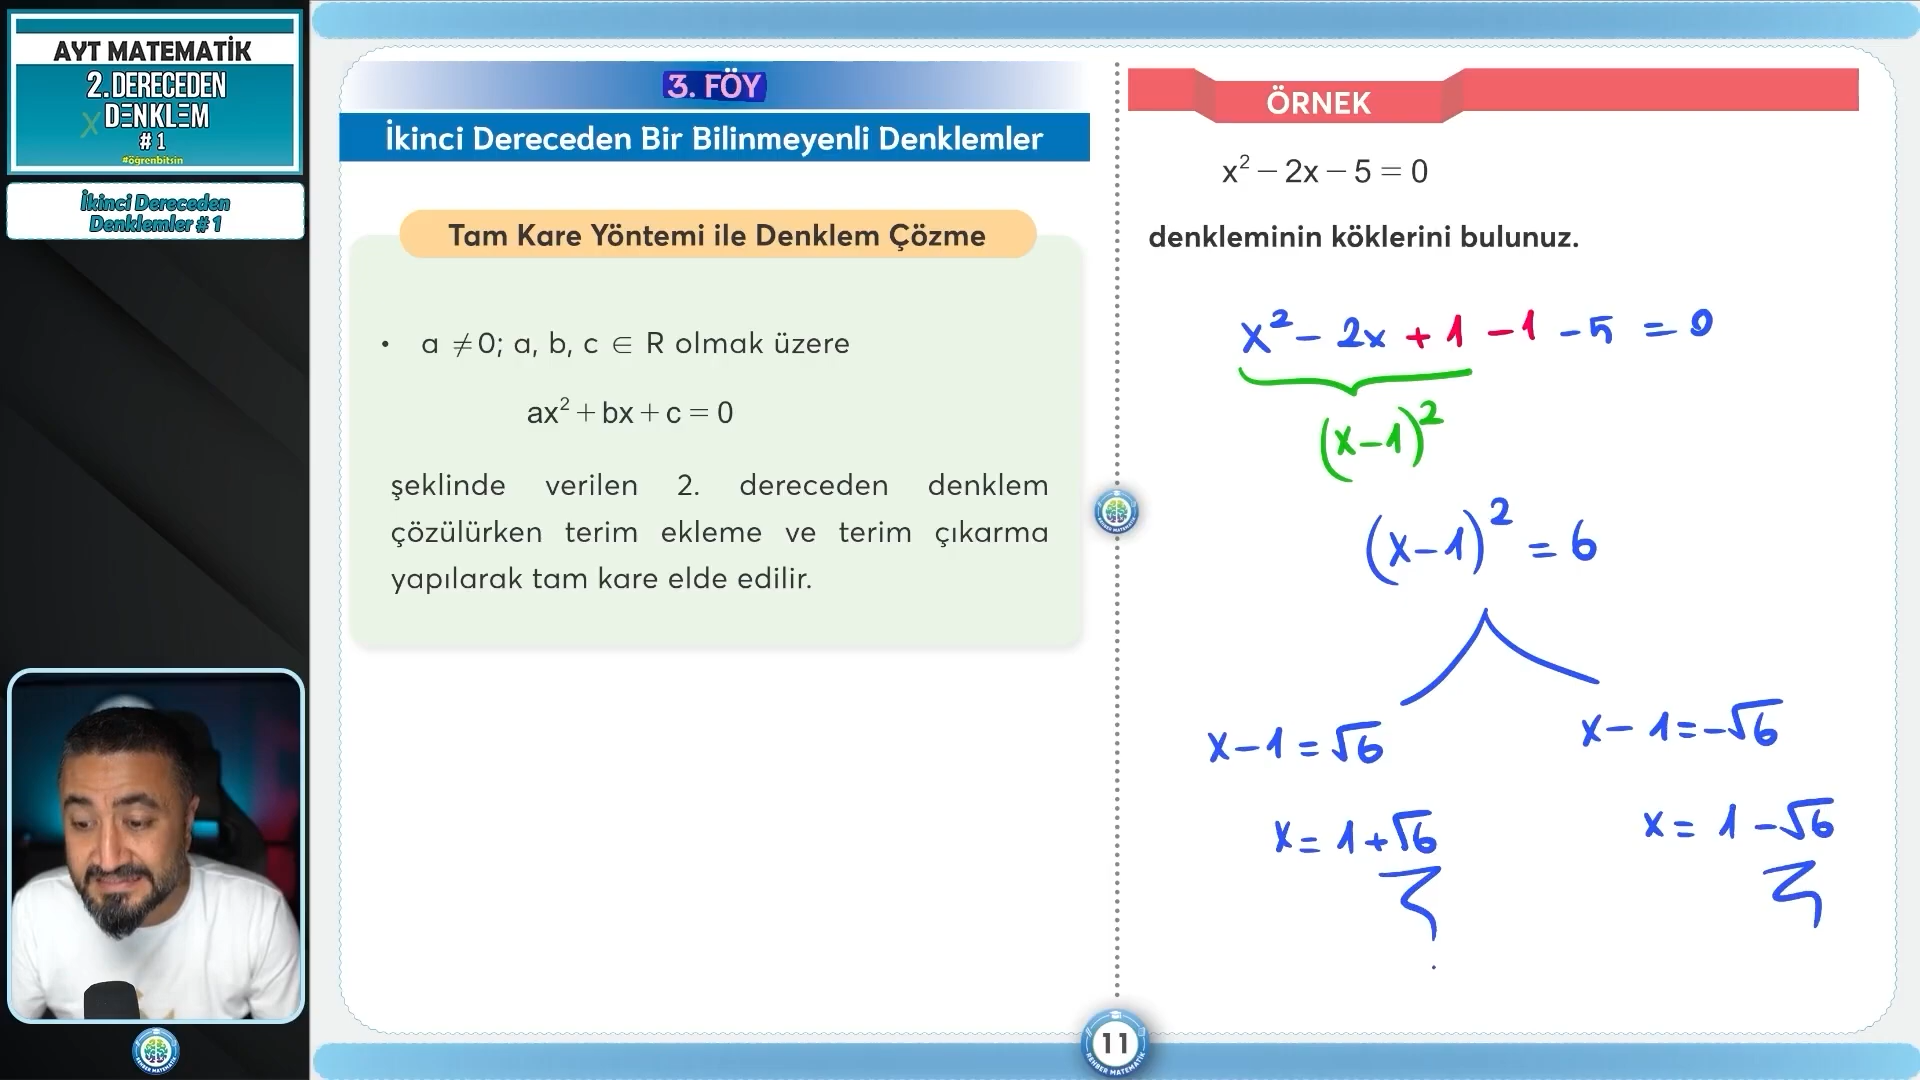 AYT MATEMATİK
2. DERECEDEN
DENKLEM
X
# 1
#öğrenbitsin
İkinci Dereceden
Denklemler # 1
3. FÖY
İkinci Dereceden Bir Bilinmeyenli Denklemler
Tam Kare Yöntemi ile Denklem Çözme
• a ≠ 0; a, b, c ∈ R olmak üzere
ax² + bx + c = 0
şeklinde verilen 2. dereceden denklem
çözülürken terim ekleme ve terim çıkarma
yapılarak tam kare elde edilir.
ÖRNEK
x² − 2x − 5 = 0
denkleminin köklerini bulunuz.
x² − 2x + 1 − 1 − 5 = 0
(x−1)²
(x−1)² = 6
x − 1 = √6
x − 1 = −√6
x = 1 + √6
x = 1 − √6
11
REHBER MATEMATİK